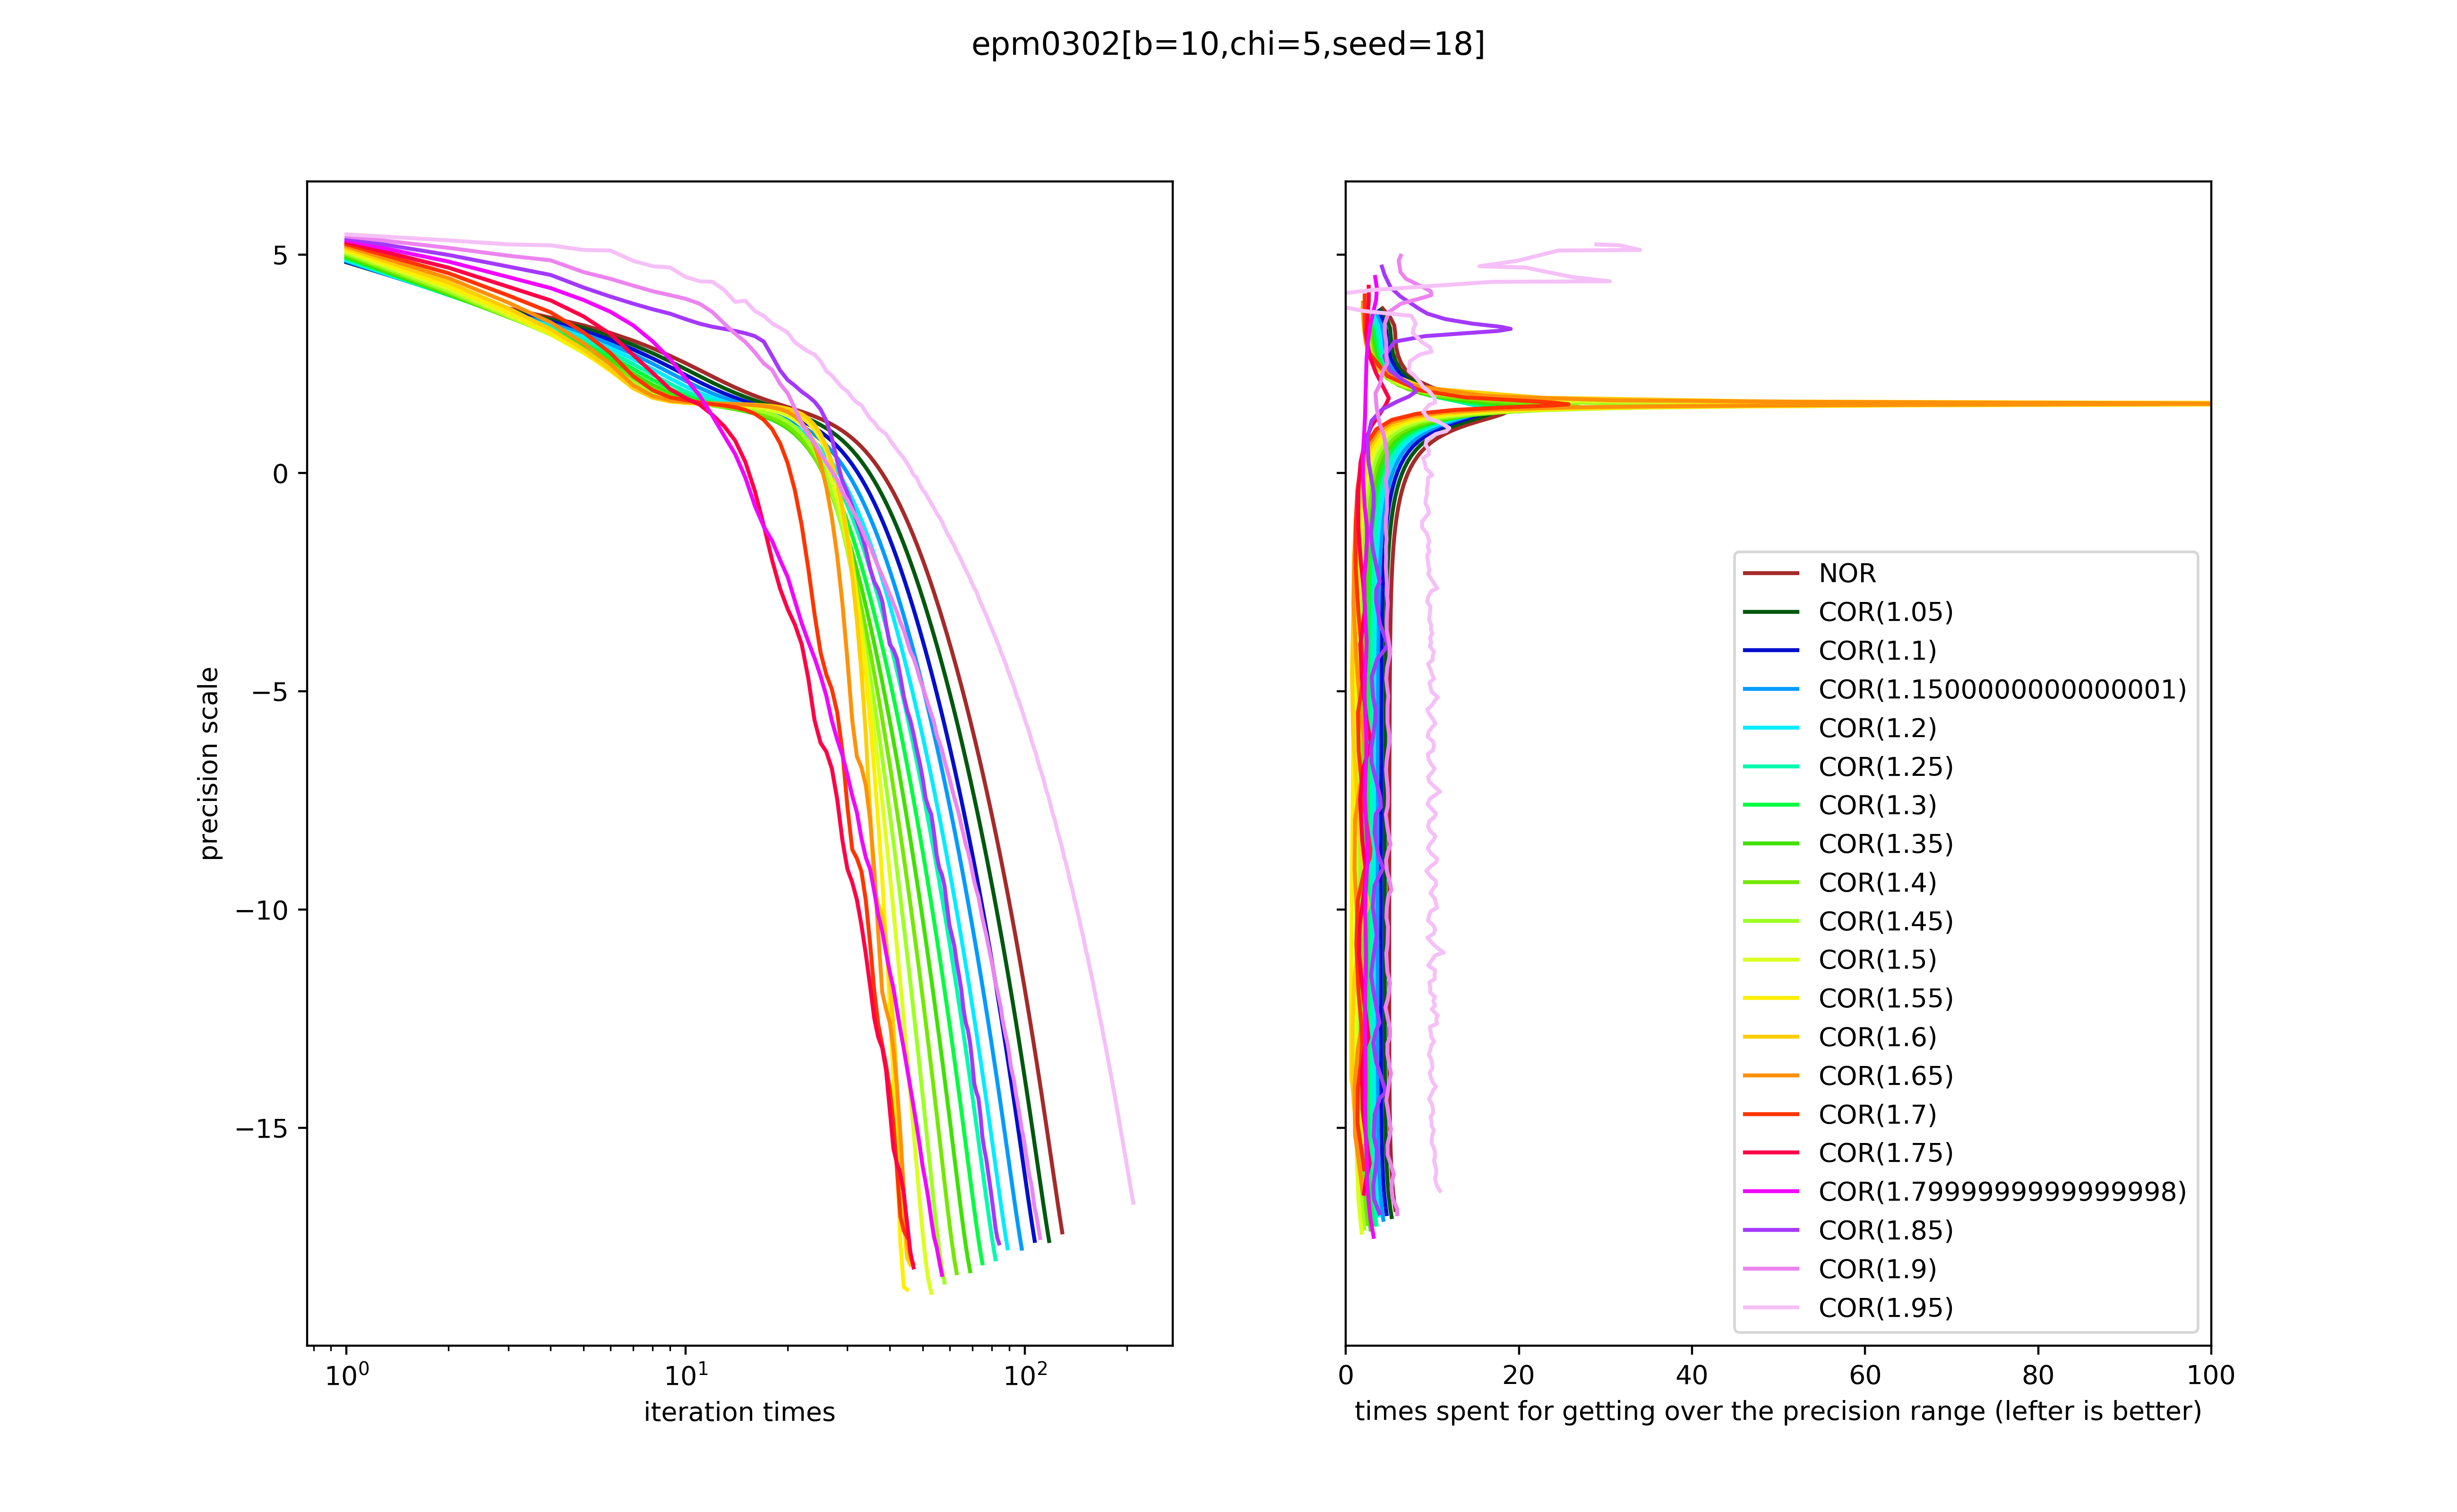 epm0302[b=10,chi=5,seed=18]
precision scale
5
0
−5
−10
−15
10⁰
10¹
10²
iteration times
0
20
40
60
80
100
times spent for getting over the precision range (lefter is better)
NOR
COR(1.05)
COR(1.1)
COR(1.1500000000000001)
COR(1.2)
COR(1.25)
COR(1.3)
COR(1.35)
COR(1.4)
COR(1.45)
COR(1.5)
COR(1.55)
COR(1.6)
COR(1.65)
COR(1.7)
COR(1.75)
COR(1.7999999999999998)
COR(1.85)
COR(1.9)
COR(1.95)